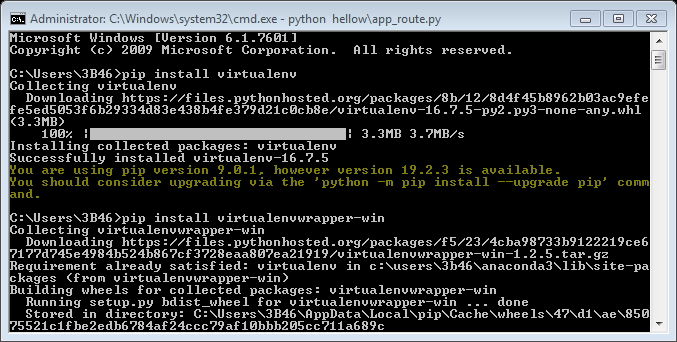 Administrator: C:\Windows\system32\cmd.exe - python  hellow\app_route.py
Microsoft Windows [Version 6.1.7601]
Copyright (c) 2009 Microsoft Corporation.  All rights reserved.
C:\Users\3B46>pip install virtualenv
Collecting virtualenv
  Downloading https://files.pythonhosted.org/packages/8b/12/8d4f45b8962b03ac9efe
fe5ed5053f6b29334d83e438b4fe379d21c0cb8e/virtualenv-16.7.5-py2.py3-none-any.whl
(3.3MB)
    100% |████████████████████████████████| 3.3MB 3.7MB/s
Installing collected packages: virtualenv
Successfully installed virtualenv-16.7.5
You are using pip version 9.0.1, however version 19.2.3 is available.
You should consider upgrading via the 'python -m pip install --upgrade pip' comm
and.
C:\Users\3B46>pip install virtualenvwrapper-win
Collecting virtualenvwrapper-win
  Downloading https://files.pythonhosted.org/packages/f5/23/4cba98733b9122219ce6
7177d745e4984b524b867cf3728eaa807ea21919/virtualenvwrapper-win-1.2.5.tar.gz
Requirement already satisfied: virtualenv in c:\users\3b46\anaconda3\lib\site-pa
ckages (from virtualenvwrapper-win)
Building wheels for collected packages: virtualenvwrapper-win
  Running setup.py bdist_wheel for virtualenvwrapper-win ... done
  Stored in directory: C:\Users\3B46\AppData\Local\pip\Cache\wheels\47\d1\ae\850
75521c1fbe2edb6784af24ccc79af10bbb205cc711a689c